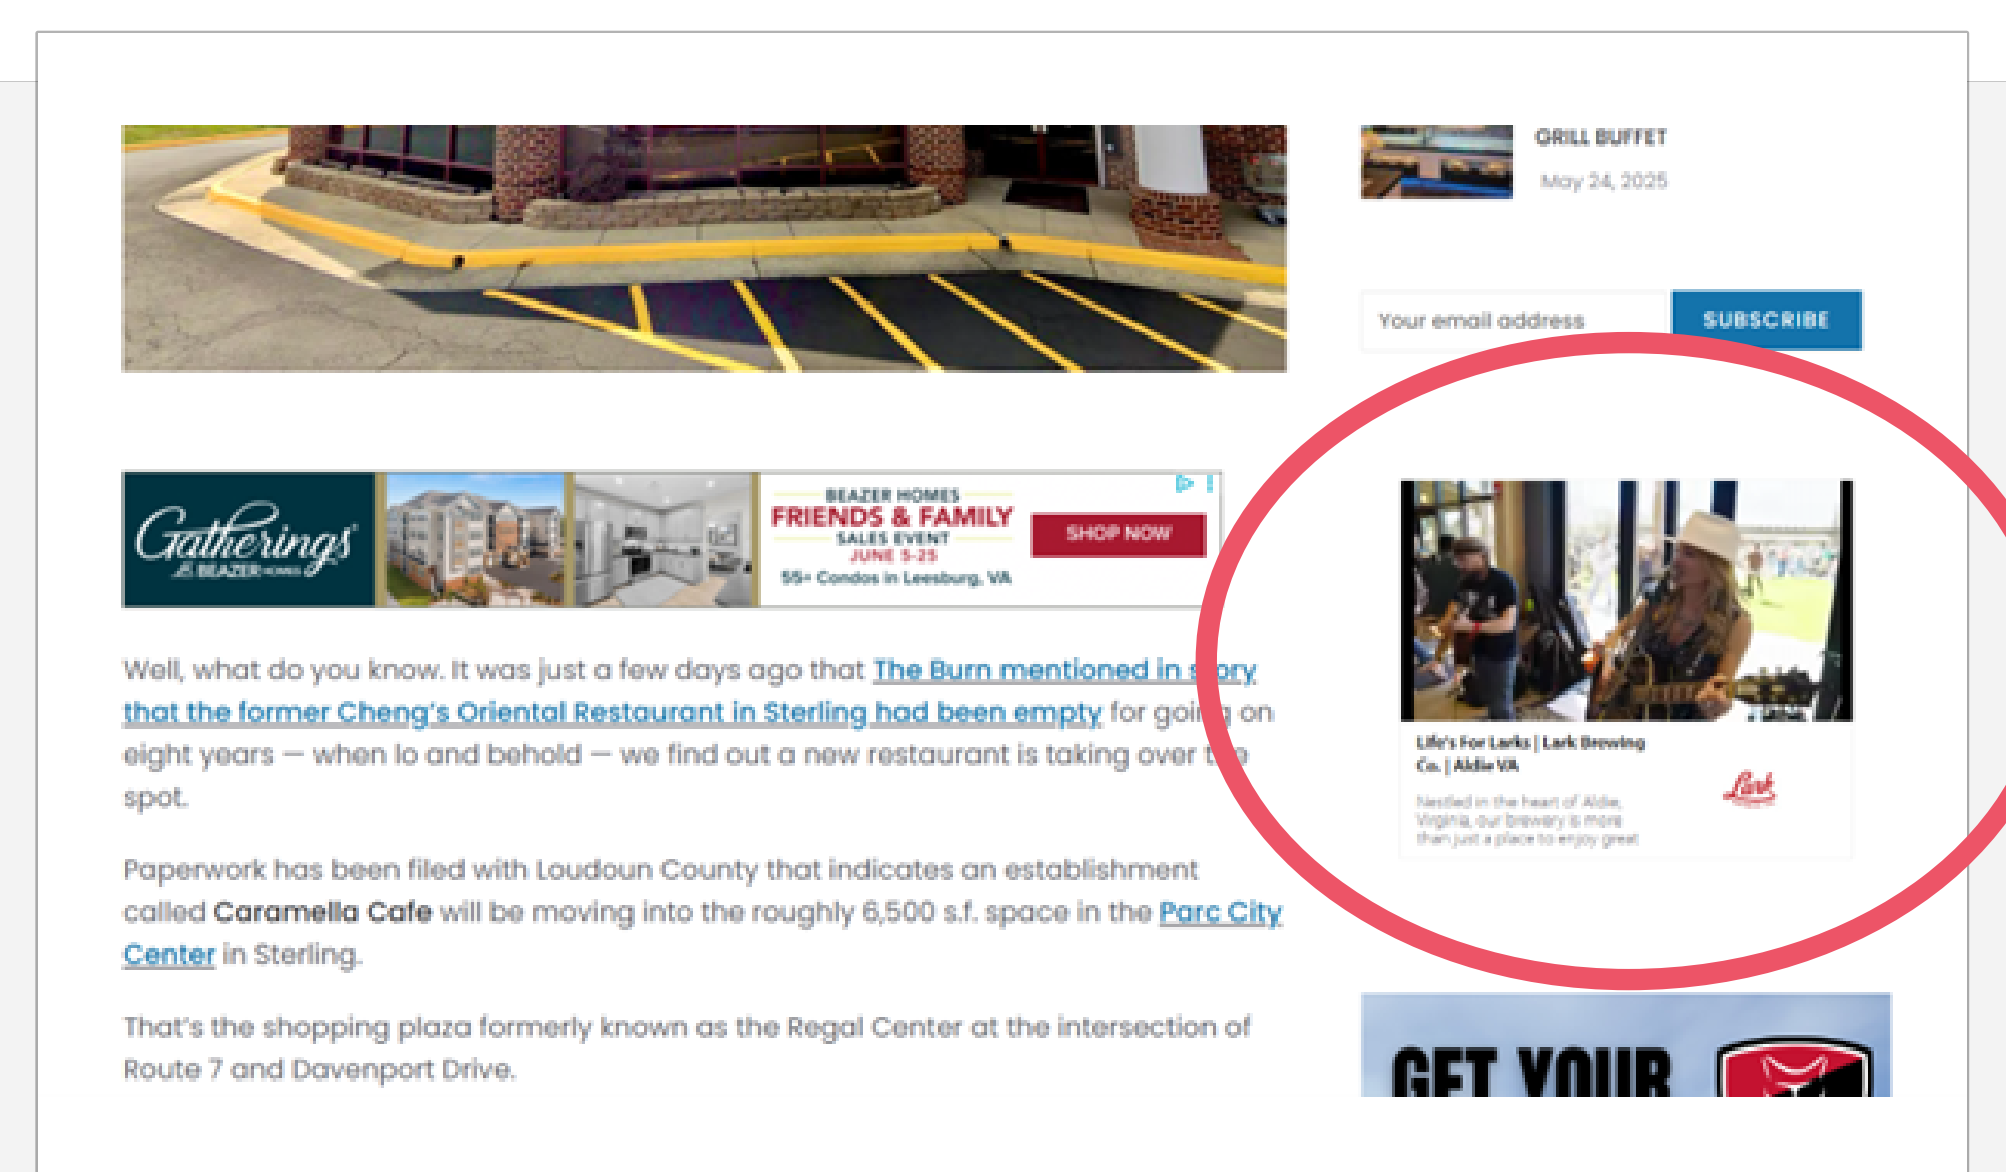 GRILL BUFFET
May 24, 2025
Your email address
SUBSCRIBE
Gatherings
BY BEAZER HOMES
BEAZER HOMES
FRIENDS & FAMILY
SALES EVENT
JUNE 5-25
55+ Condos in Leesburg, VA
SHOP NOW
Well, what do you know. It was just a few days ago that The Burn mentioned in story
that the former Cheng's Oriental Restaurant in Sterling had been empty for going on
eight years — when lo and behold — we find out a new restaurant is taking over the
spot.
Paperwork has been filed with Loudoun County that indicates an establishment
called Caramella Cafe will be moving into the roughly 6,500 s.f. space in the Parc City
Center in Sterling.
That's the shopping plaza formerly known as the Regal Center at the intersection of
Route 7 and Davenport Drive.
Life's For Larks | Lark Brewing
Co. | Aldie VA
Nestled in the heart of Aldie,
Virginia, our brewery is more
than just a place to enjoy great
Lark
GET YOUR